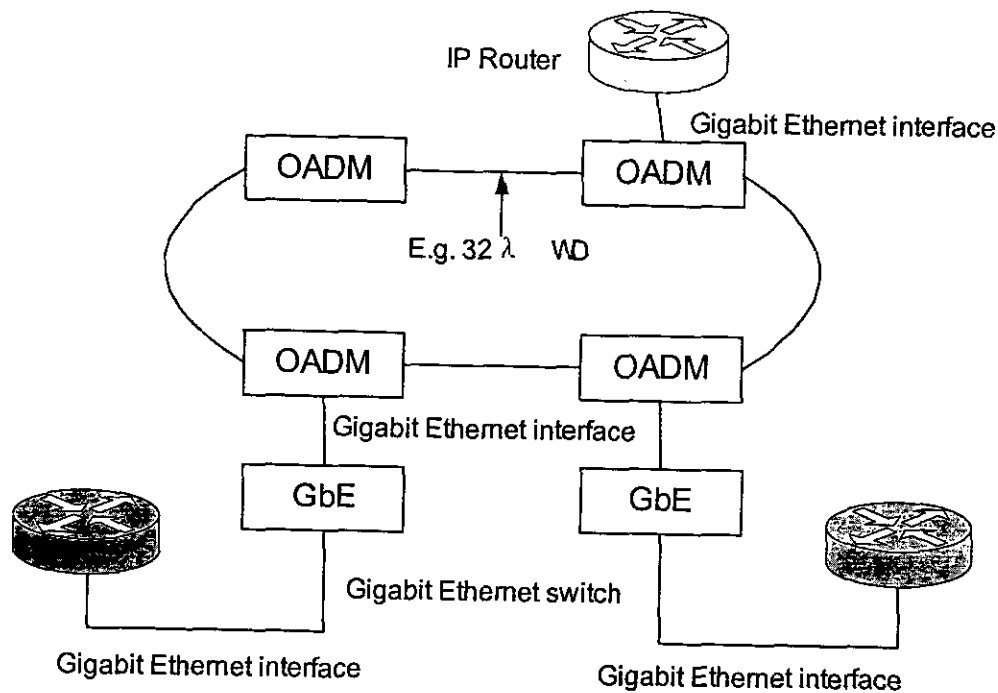 IP Router
Gigabit Ethernet interface
OADM
OADM
E.g. 32 λ WD
OADM
OADM
Gigabit Ethernet interface
GbE
GbE
Gigabit Ethernet switch
Gigabit Ethernet interface
Gigabit Ethernet interface